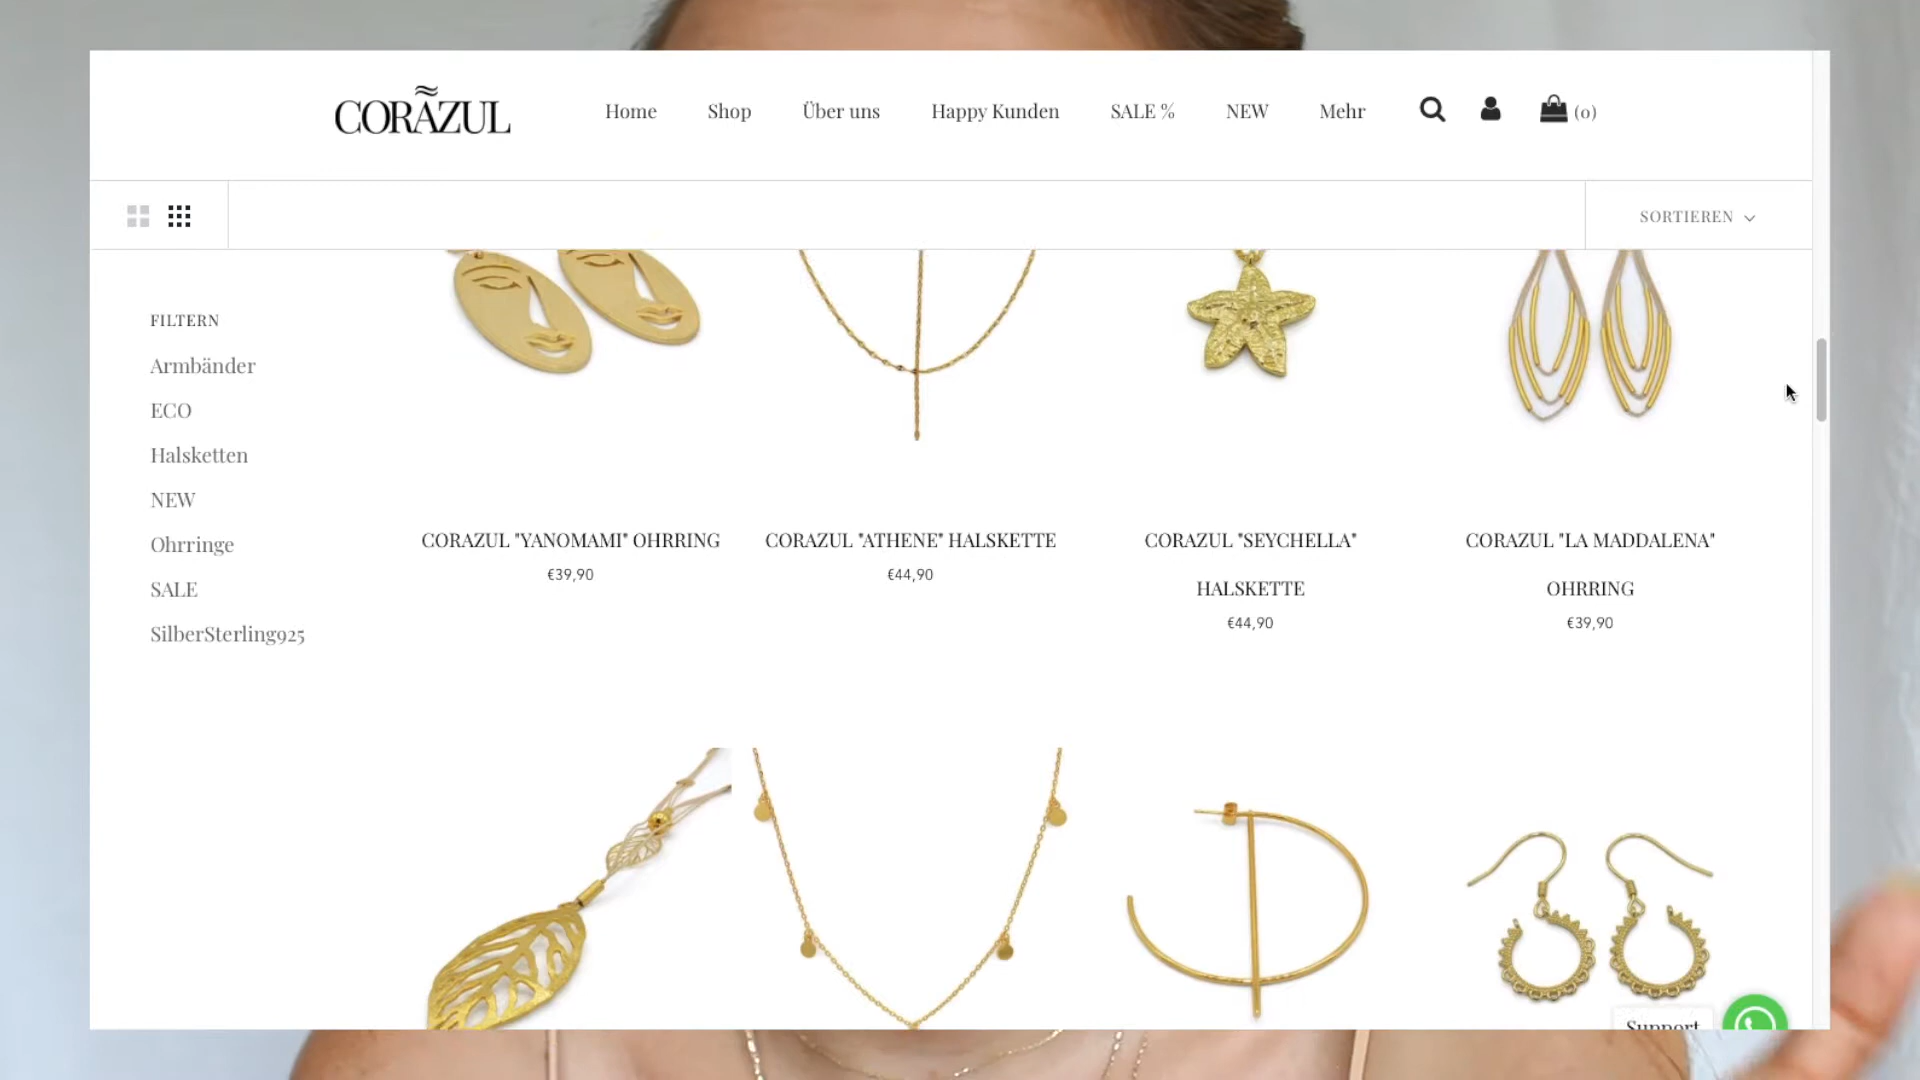 CORAZUL
Home Shop Über uns Happy Kunden SALE % NEW Mehr (0)
SORTIEREN
FILTERN
Armbänder
ECO
Halsketten
NEW
Ohrringe
SALE
SilberSterling925
CORAZUL "YANOMAMI" OHRRING
€39,90
CORAZUL "ATHENE" HALSKETTE
€44,90
CORAZUL "SEYCHELLA"
HALSKETTE
€44,90
CORAZUL "LA MADDALENA"
OHRRING
€39,90
Support